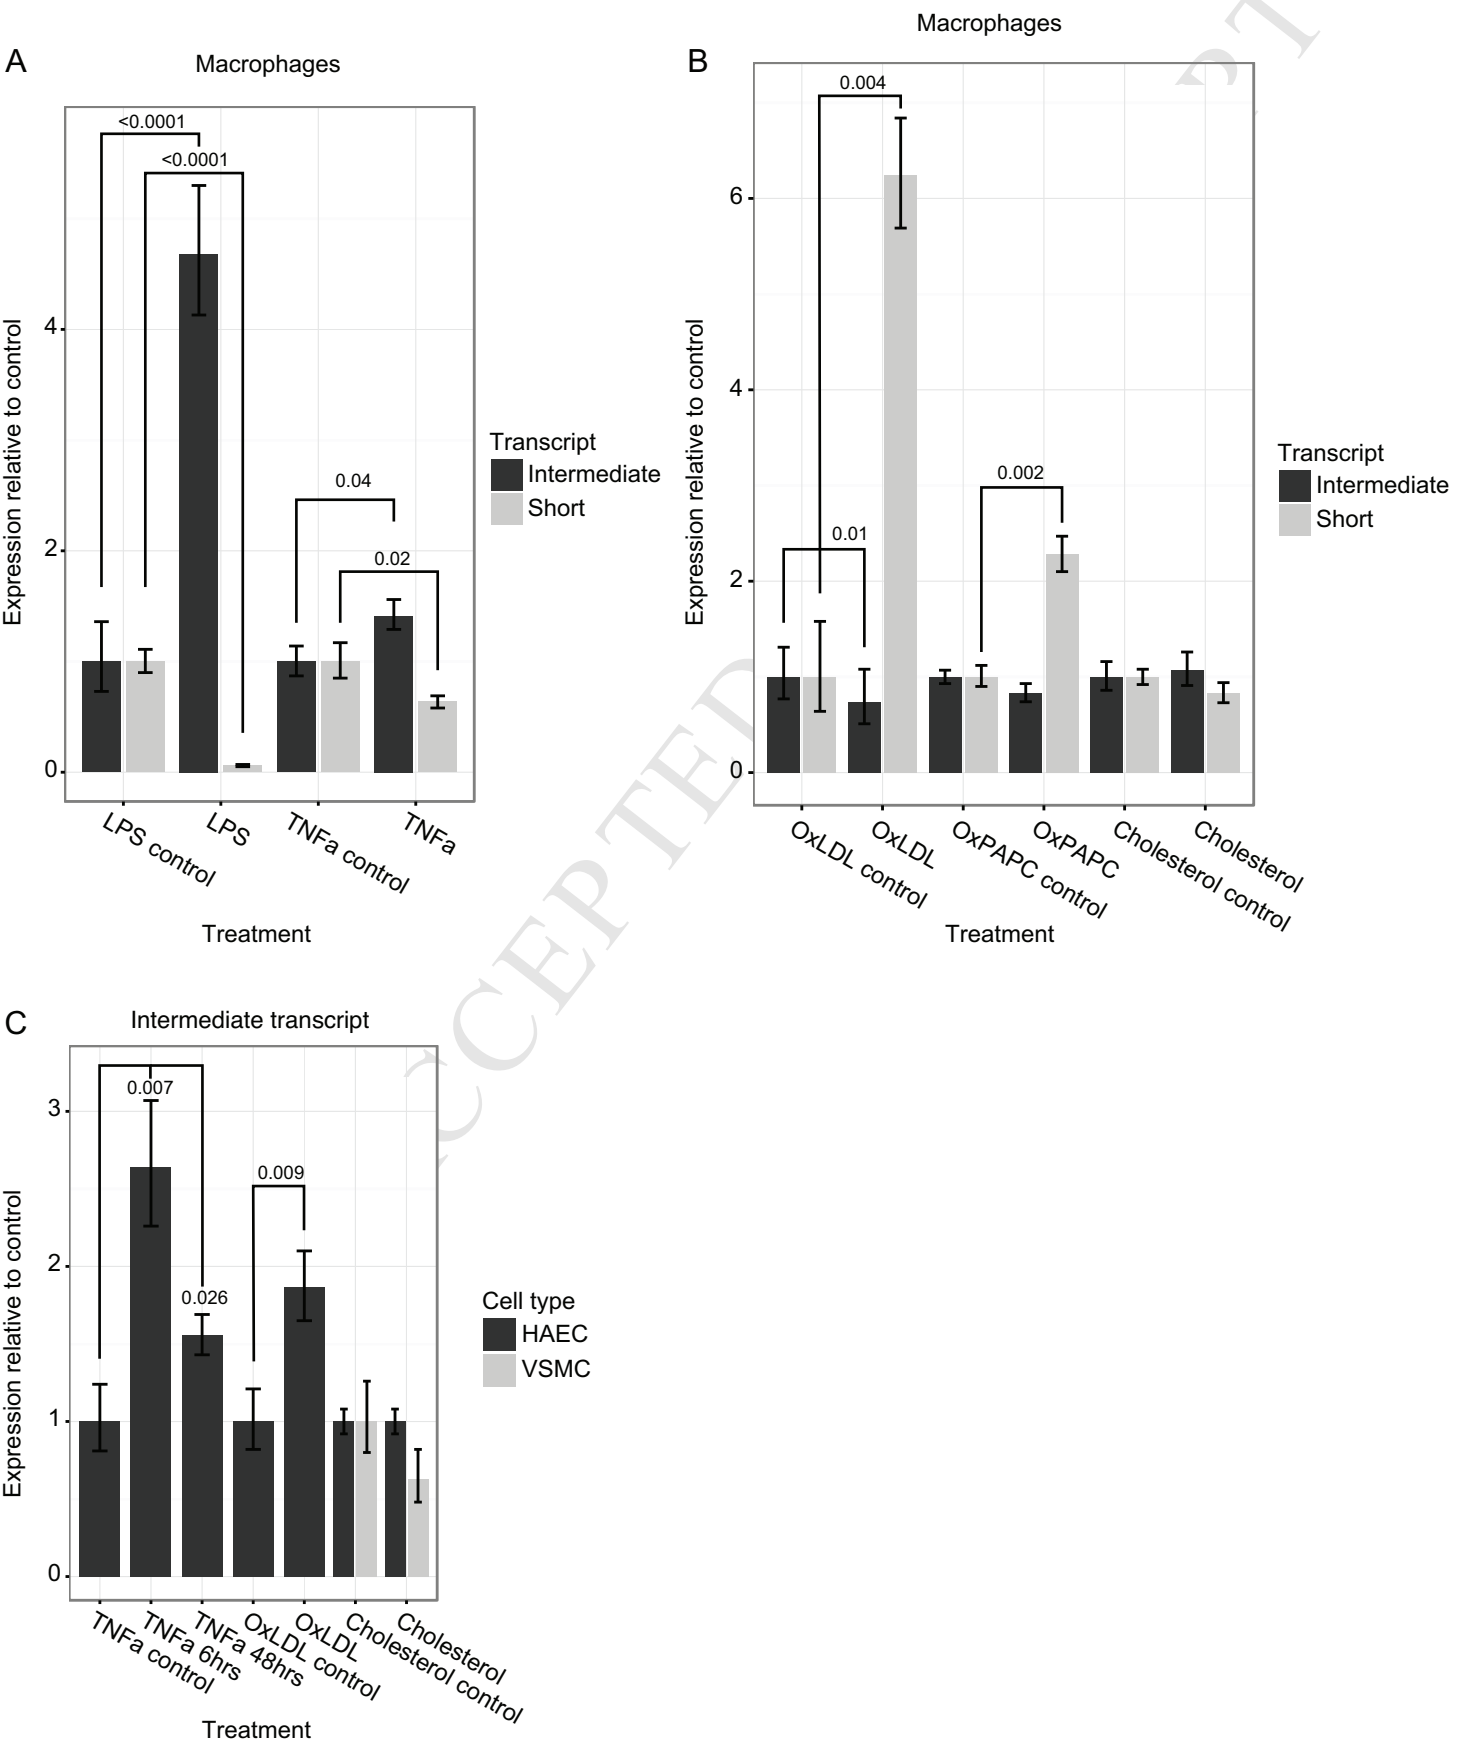 A
Macrophages
<0.0001
<0.0001
0.04
0.02
4
2
0
Expression relative to control
LPS control
LPS
TNFa control
TNFa
Treatment
Transcript
Intermediate
Short
B
Macrophages
0.004
0.01
0.002
6
4
2
0
Expression relative to control
OxLDL control
OxLDL
OxPAPC control
OxPAPC
Cholesterol control
Cholesterol
Treatment
Transcript
Intermediate
Short
C
Intermediate transcript
0.007
0.026
0.009
3
2
1
0
Expression relative to control
TNFa control
TNFa 6hrs
TNFa 48hrs
OxLDL control
OxLDL
Cholesterol control
Cholesterol
Treatment
Cell type
HAEC
VSMC